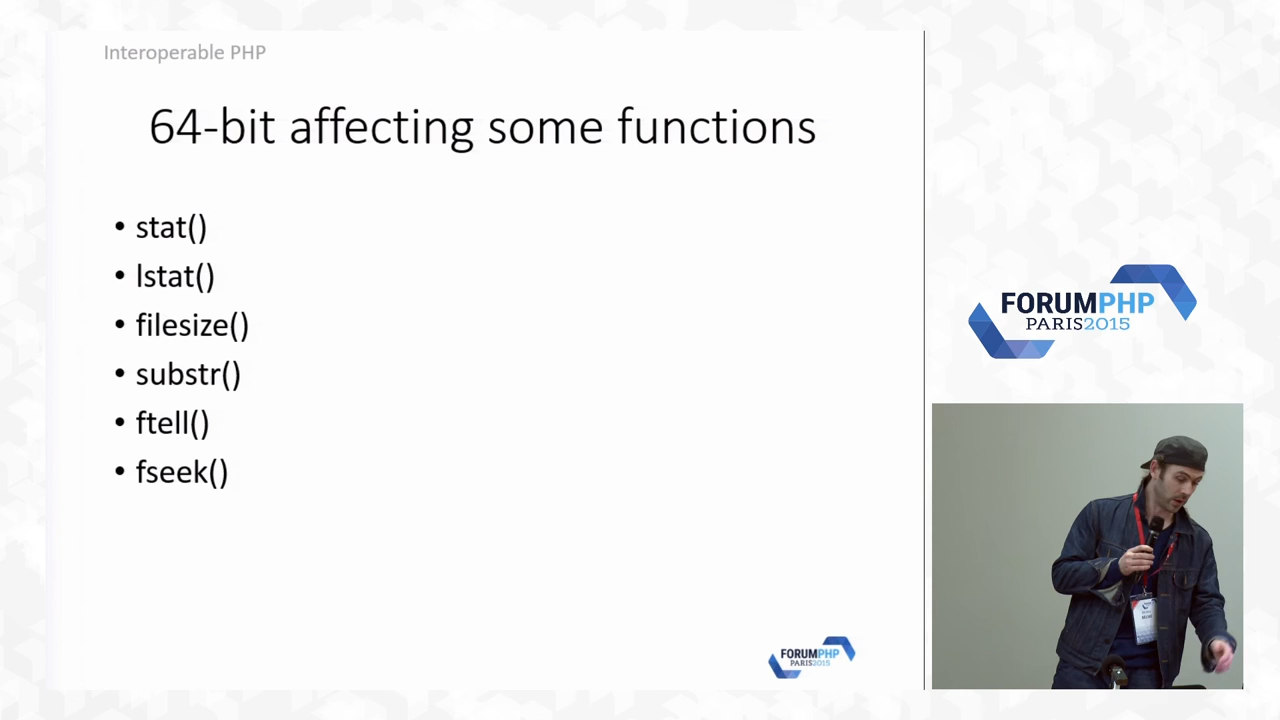 Interoperable PHP
64-bit affecting some functions
• stat()
• lstat()
• filesize()
• substr()
• ftell()
• fseek()
FORUMPHP
PARIS2015
FORUMPHP
PARIS2015